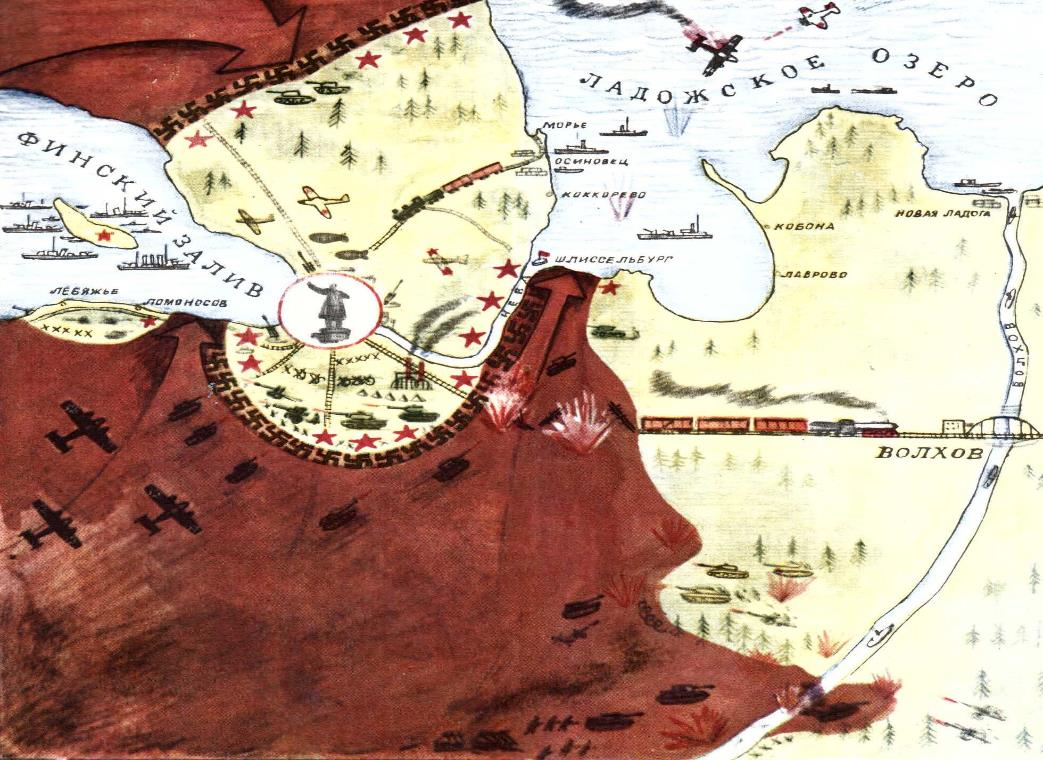 ЛАДОЖСКОЕ ОЗЕРО
ФИНСКИЙ ЗАЛИВ
МОРЬЕ
ОСИНОВЕЦ
КОККОРЕВО
НОВАЯ ЛАДОГА
КОБОНА
ШЛИССЕЛЬБУРГ
ЛАВРОВО
НЕВА
ЛЕБЯЖЬЕ
ЛОМОНОСОВ
ВОЛХОВ
ВОЛХОВ